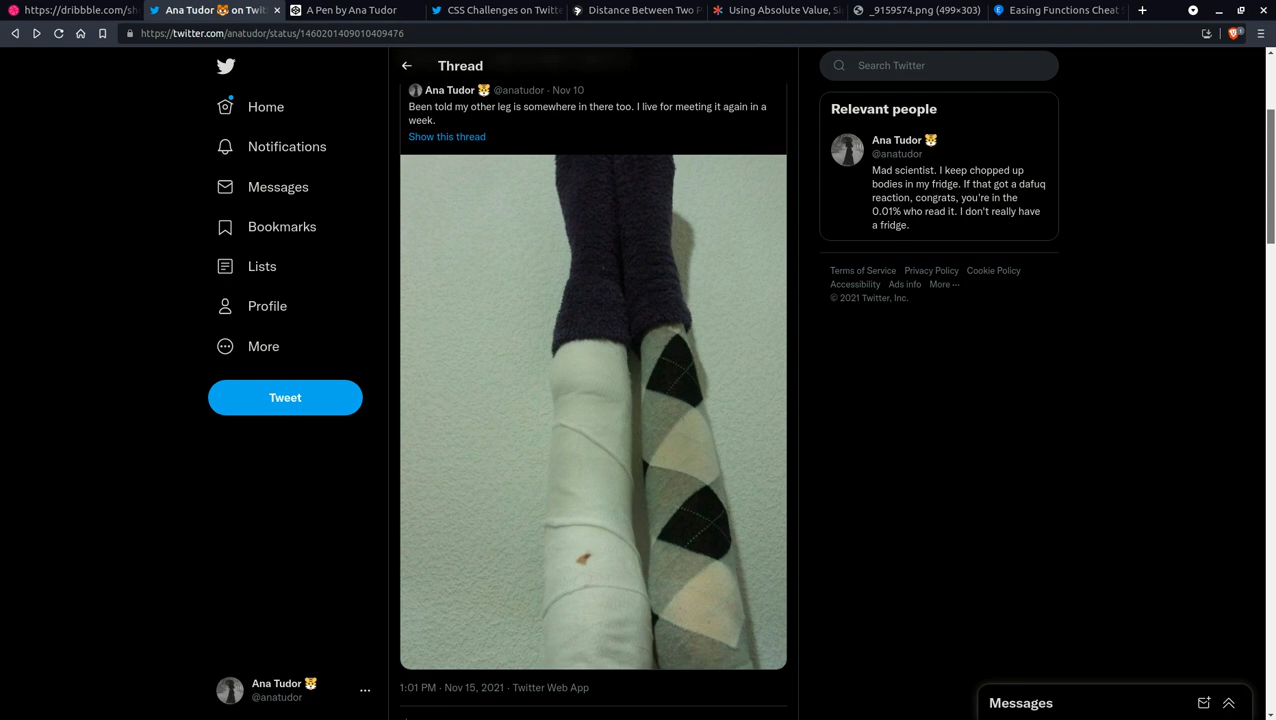 https://dribbble.com/sh
Ana Tudor 🐯 on Twit
A Pen by Ana Tudor
CSS Challenges on Twitte
Distance Between Two P
Using Absolute Value, Si
_9159574.png (499×303)
Easing Functions Cheat S
https://twitter.com/anatudor/status/1460201409010409476
Home
Notifications
Messages
Bookmarks
Lists
Profile
More
Tweet
Ana Tudor 🐯
@anatudor
Thread
Ana Tudor 🐯 @anatudor · Nov 10
Been told my other leg is somewhere in there too. I live for meeting it again in a
week.
Show this thread
1:01 PM · Nov 15, 2021 · Twitter Web App
Search Twitter
Relevant people
Ana Tudor 🐯
@anatudor
Mad scientist. I keep chopped up
bodies in my fridge. If that got a dafuq
reaction, congrats, you're in the
0.01% who read it. I don't really have
a fridge.
Terms of Service Privacy Policy Cookie Policy
Accessibility Ads info More ···
© 2021 Twitter, Inc.
Messages